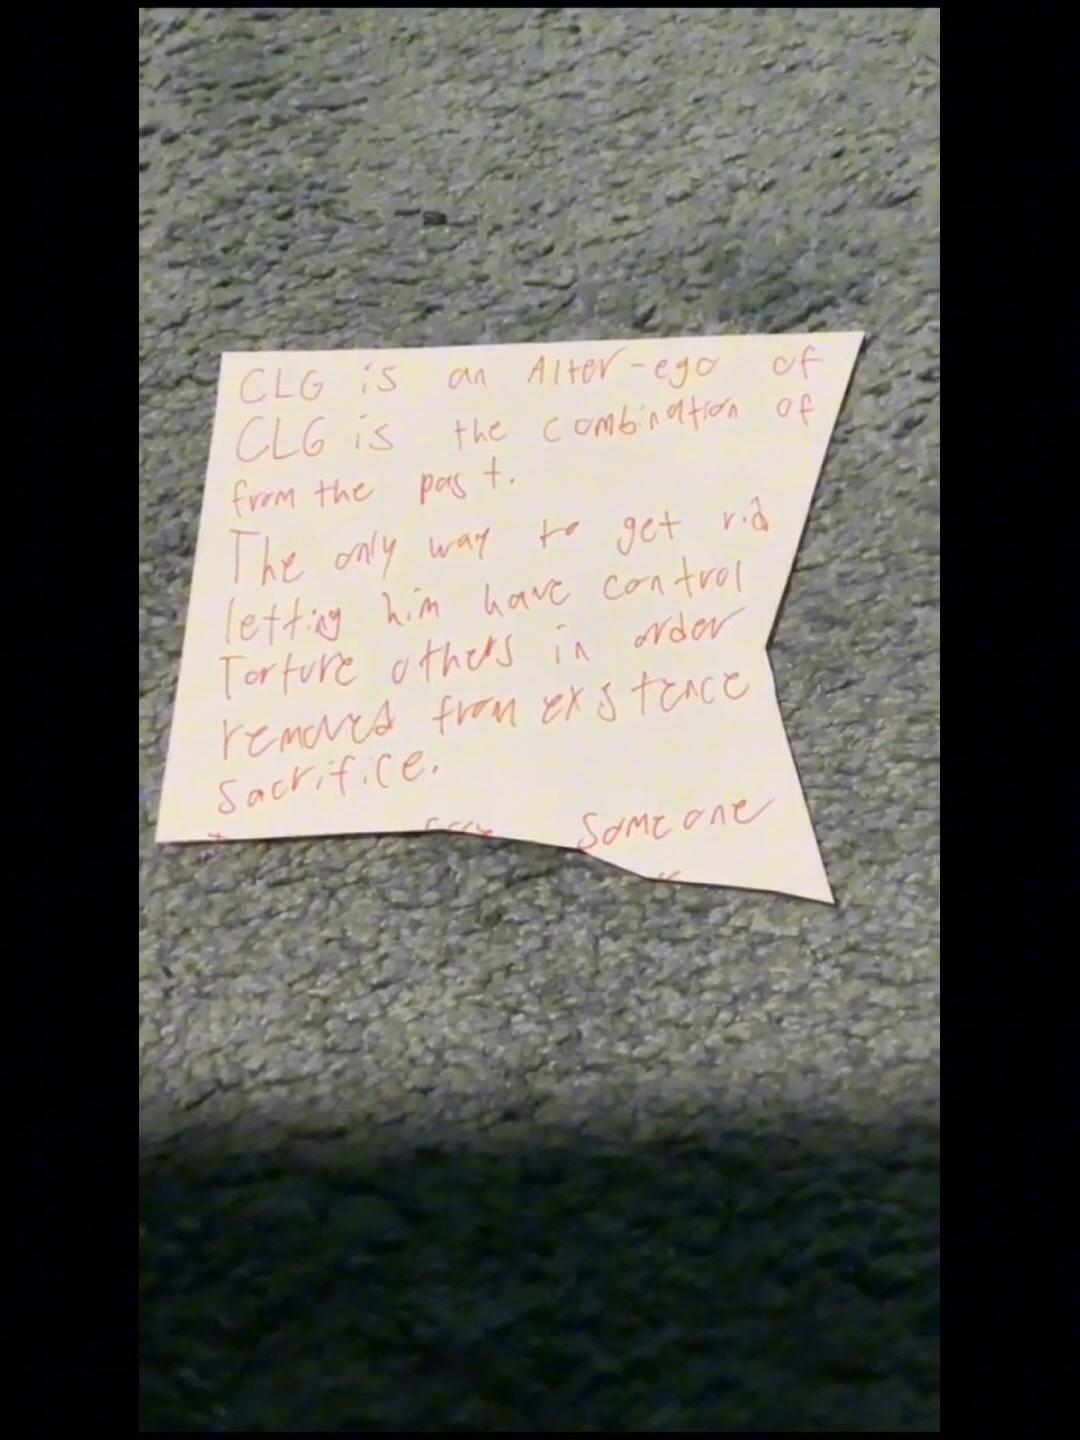 CLG is an Alter-ego of
CLG is the combination of
from the past.
The only way to get rid
letting him have control
Torture others in order
removed from existence
sacrifice.
Someone